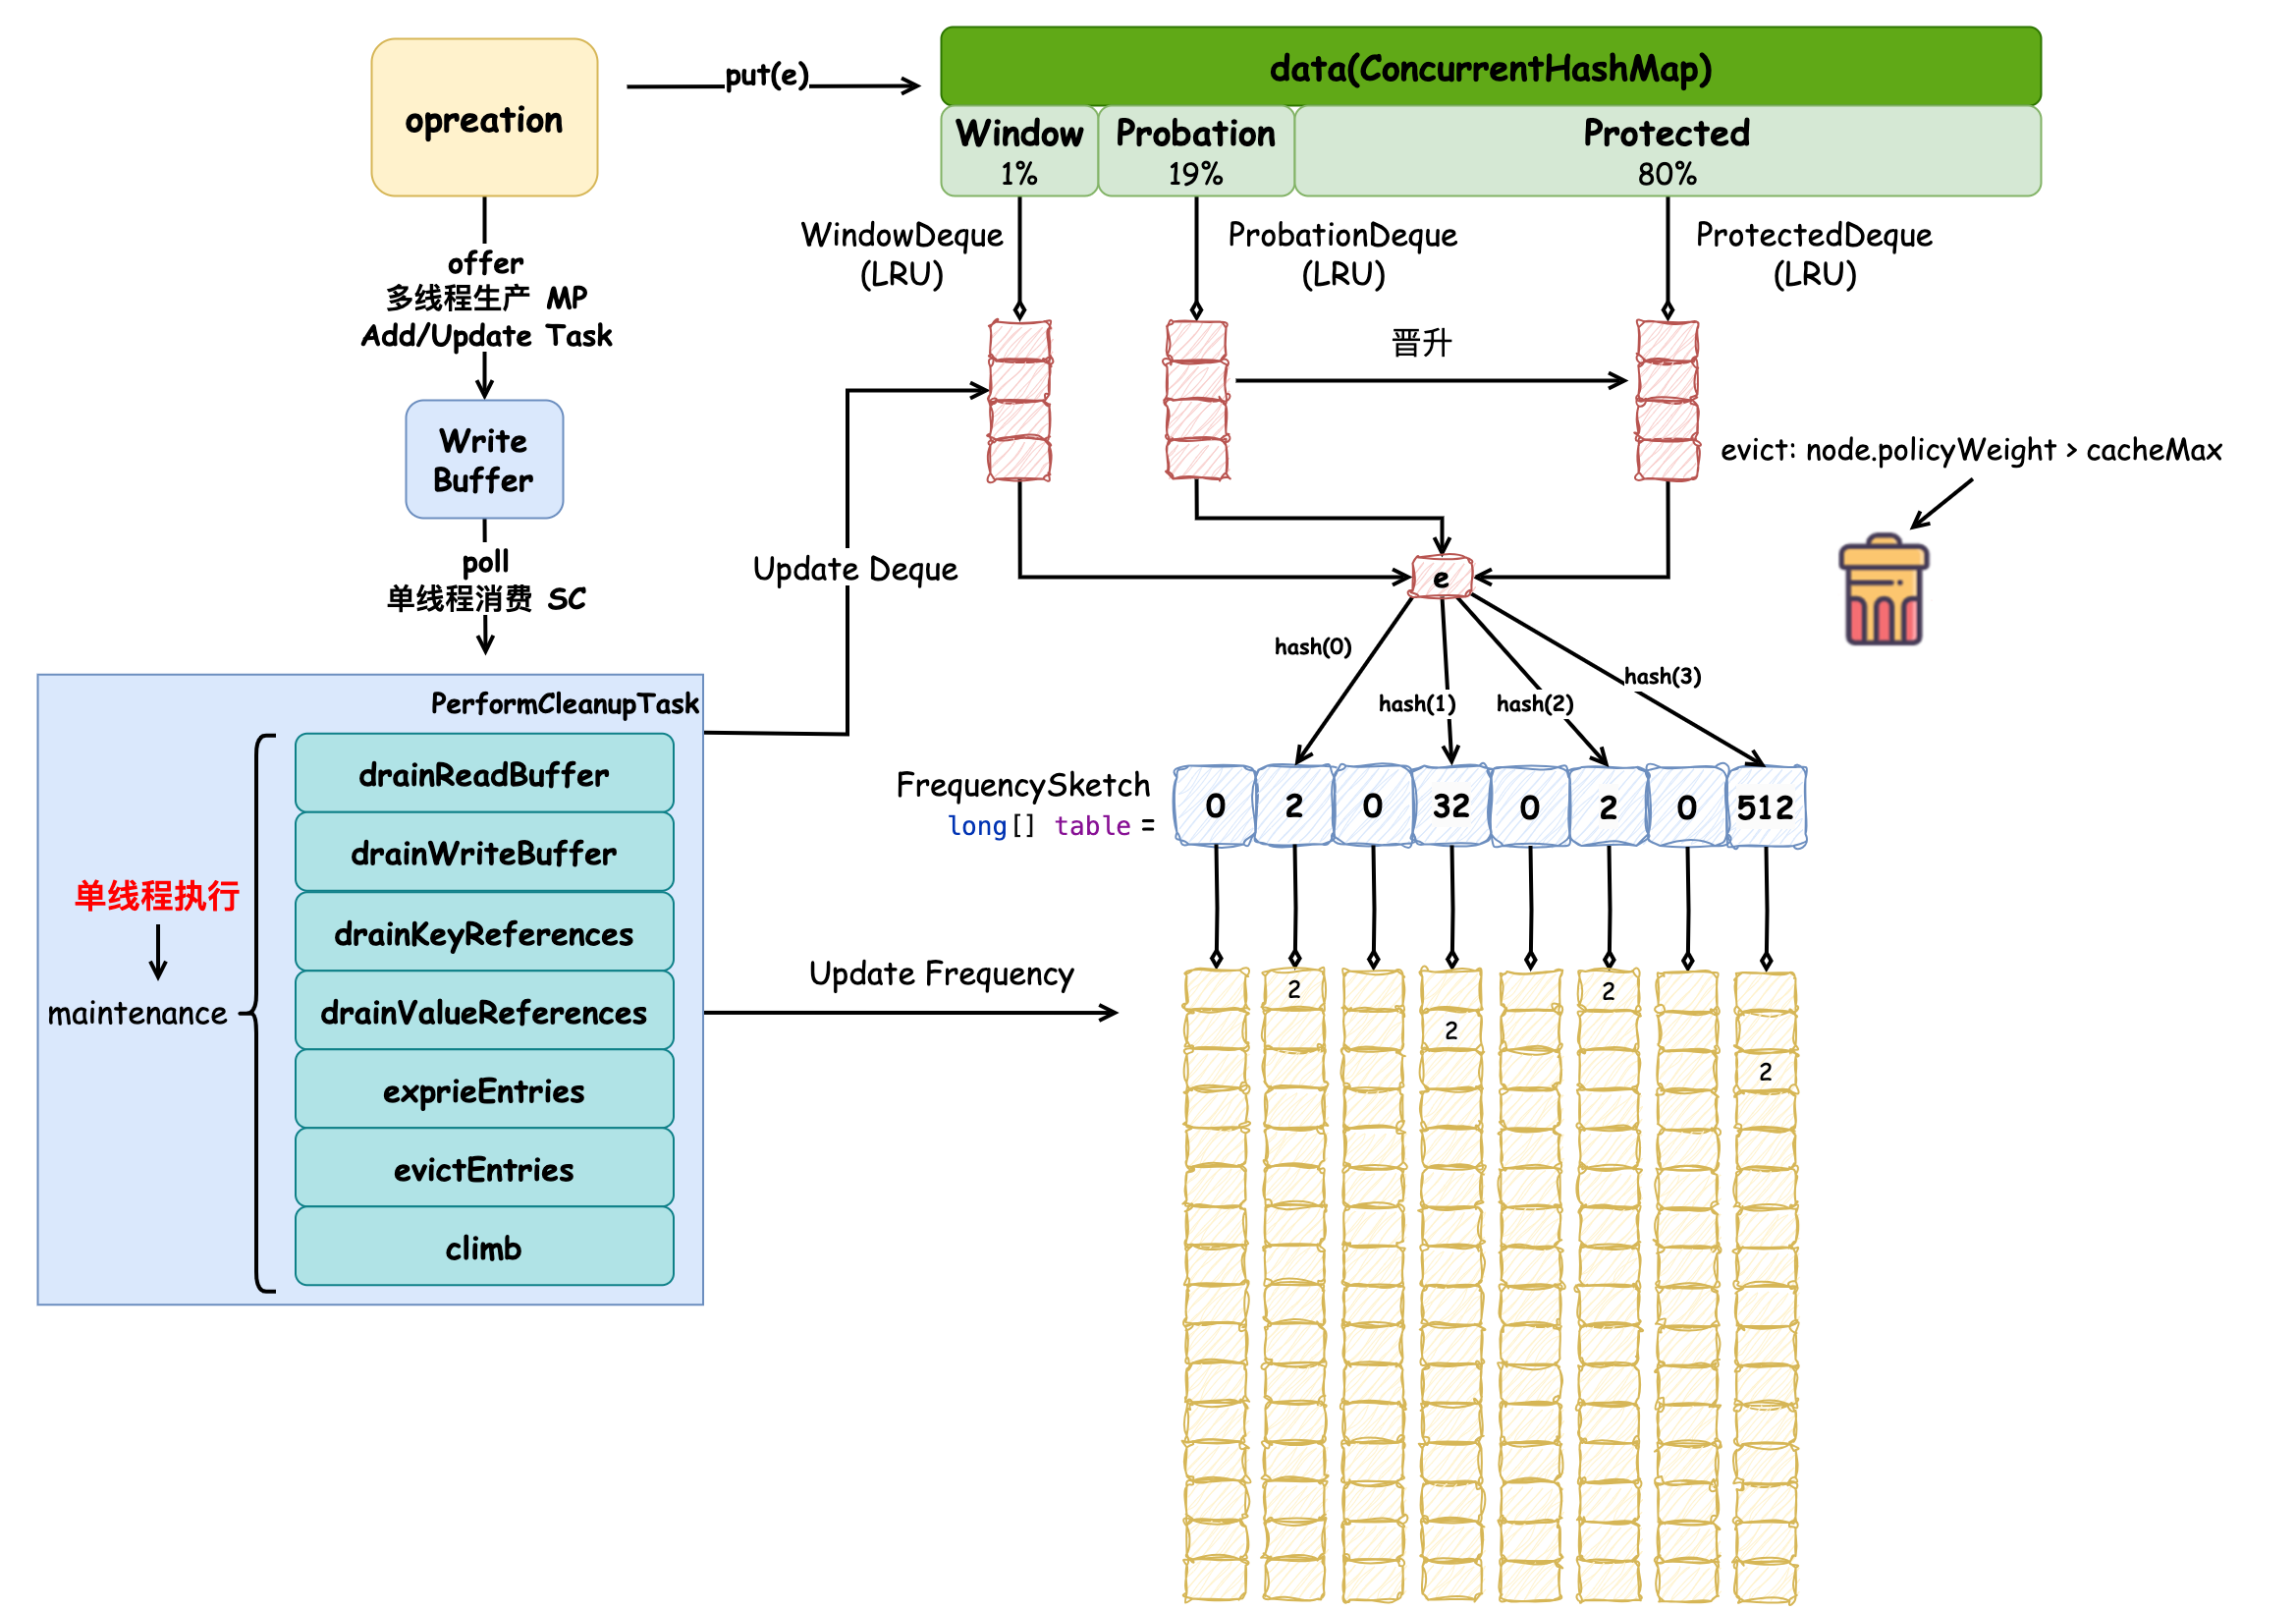 opreation
put(e)
data(ConcurrentHashMap)
Window
1%
Probation
19%
Protected
80%
offer
多线程生产 MP
Add/Update Task
WindowDeque
(LRU)
ProbationDeque
(LRU)
ProtectedDeque
(LRU)
晋升
Write
Buffer
evict: node.policyWeight > cacheMax
poll
单线程消费 SC
Update Deque
e
hash(0)
hash(1)
hash(2)
hash(3)
PerformCleanupTask
drainReadBuffer
drainWriteBuffer
drainKeyReferences
drainValueReferences
exprieEntries
evictEntries
climb
单线程执行
maintenance
FrequencySketch
long[] table =
0 2 0 32 0 2 0 512
Update Frequency
2 2
2
2